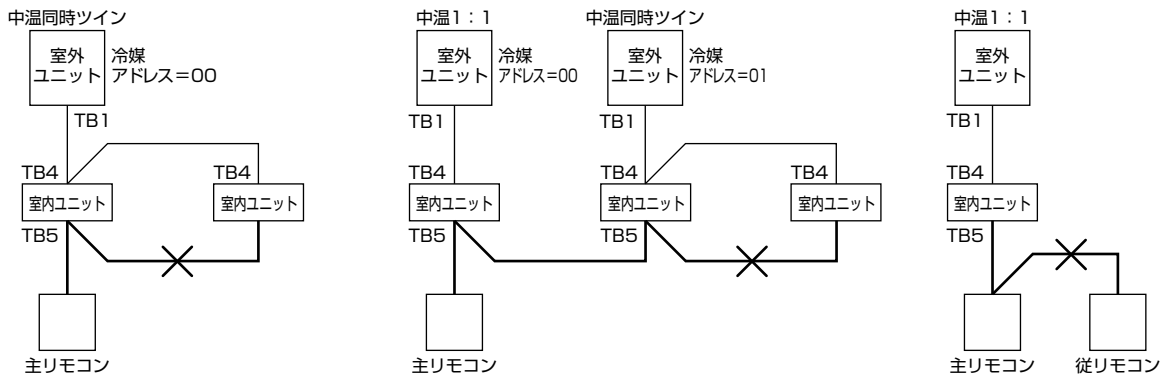 中温同時ツイン
室外
ユニット
冷媒
アドレス=00
TB1
TB4
TB4
室内ユニット
室内ユニット
TB5
主リモコン
中温1:1
中温同時ツイン
室外
ユニット
冷媒
アドレス=00
室外
ユニット
冷媒
アドレス=01
TB1
TB1
TB4
TB4
TB4
室内ユニット
室内ユニット
室内ユニット
TB5
TB5
主リモコン
中温1:1
室外
ユニット
TB1
TB4
室内ユニット
TB5
主リモコン
従リモコン